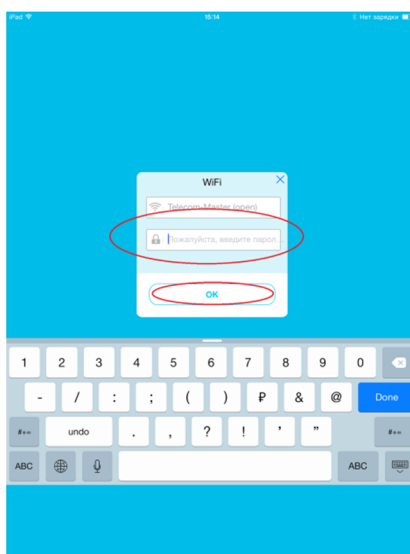 iPad 15:14 Нет зарядки
WiFi
Telecom-Master (open)
Пожалуйста, введите парол...
OK
1 2 3 4 5 6 7 8 9 0
- / : ; ( ) ₽ & @ Done
#+= undo . , ? ! ' " #+=
ABC ABC